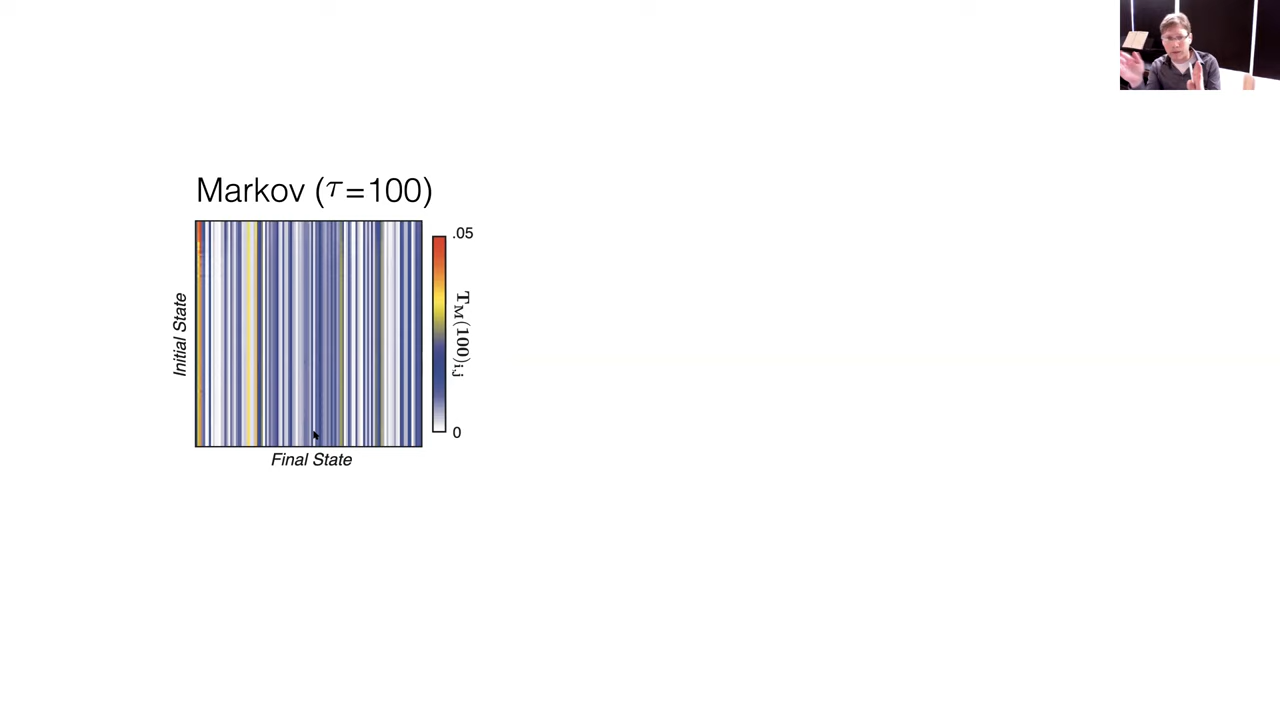 Markov (τ=100)
.05
Initial State
T_M(100)_i,j
0
Final State